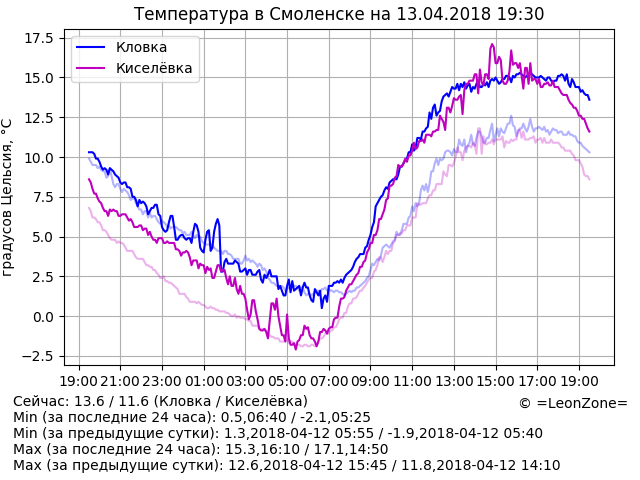 Температура в Смоленске на 13.04.2018 19:30
градусов Цельсия, °C
17.5
15.0
12.5
10.0
7.5
5.0
2.5
0.0
−2.5
Кловка
Киселёвка
19:00 21:00 23:00 01:00 03:00 05:00 07:00 09:00 11:00 13:00 15:00 17:00 19:00
Сейчас: 13.6 / 11.6 (Кловка / Киселёвка)
© =LeonZone=
Min (за последние 24 часа): 0.5,06:40 / -2.1,05:25
Min (за предыдущие сутки): 1.3,2018-04-12 05:55 / -1.9,2018-04-12 05:40
Max (за последние 24 часа): 15.3,16:10 / 17.1,14:50
Max (за предыдущие сутки): 12.6,2018-04-12 15:45 / 11.8,2018-04-12 14:10